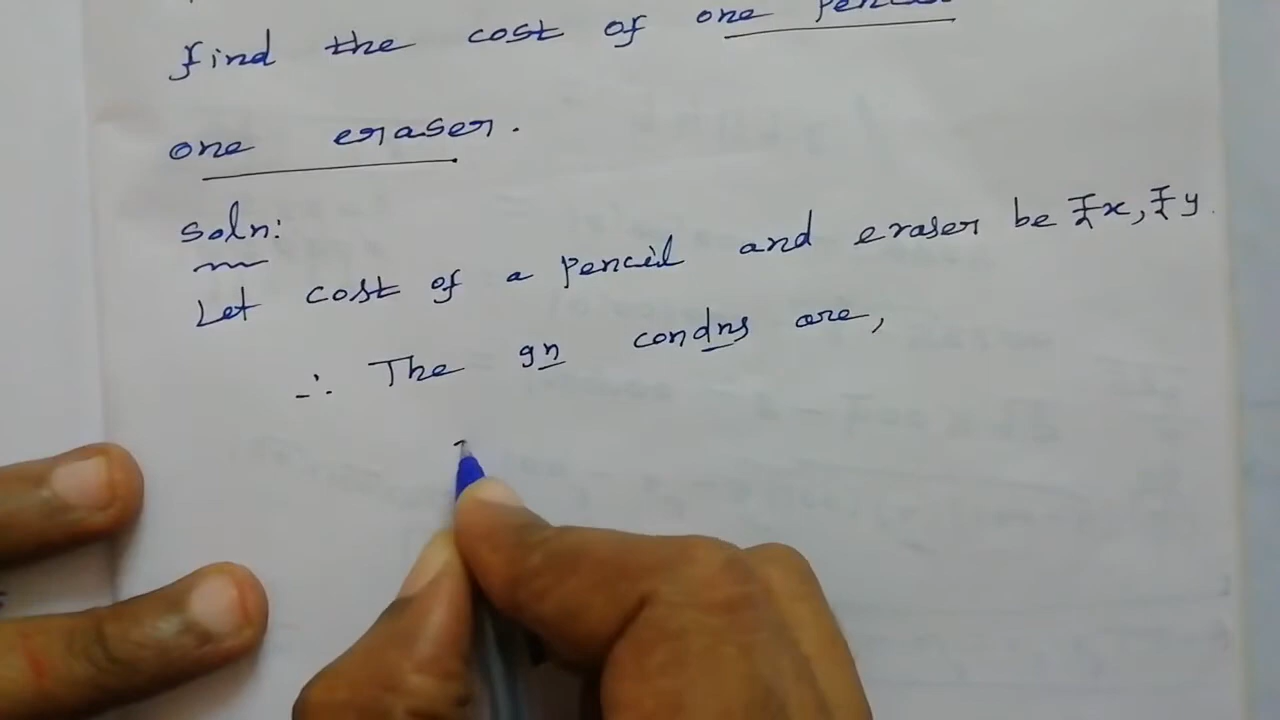 find the cost of one pencil
one eraser.
Soln:
Let cost of a pencil and eraser be ₹x, ₹y.
∴ The gn condns are,